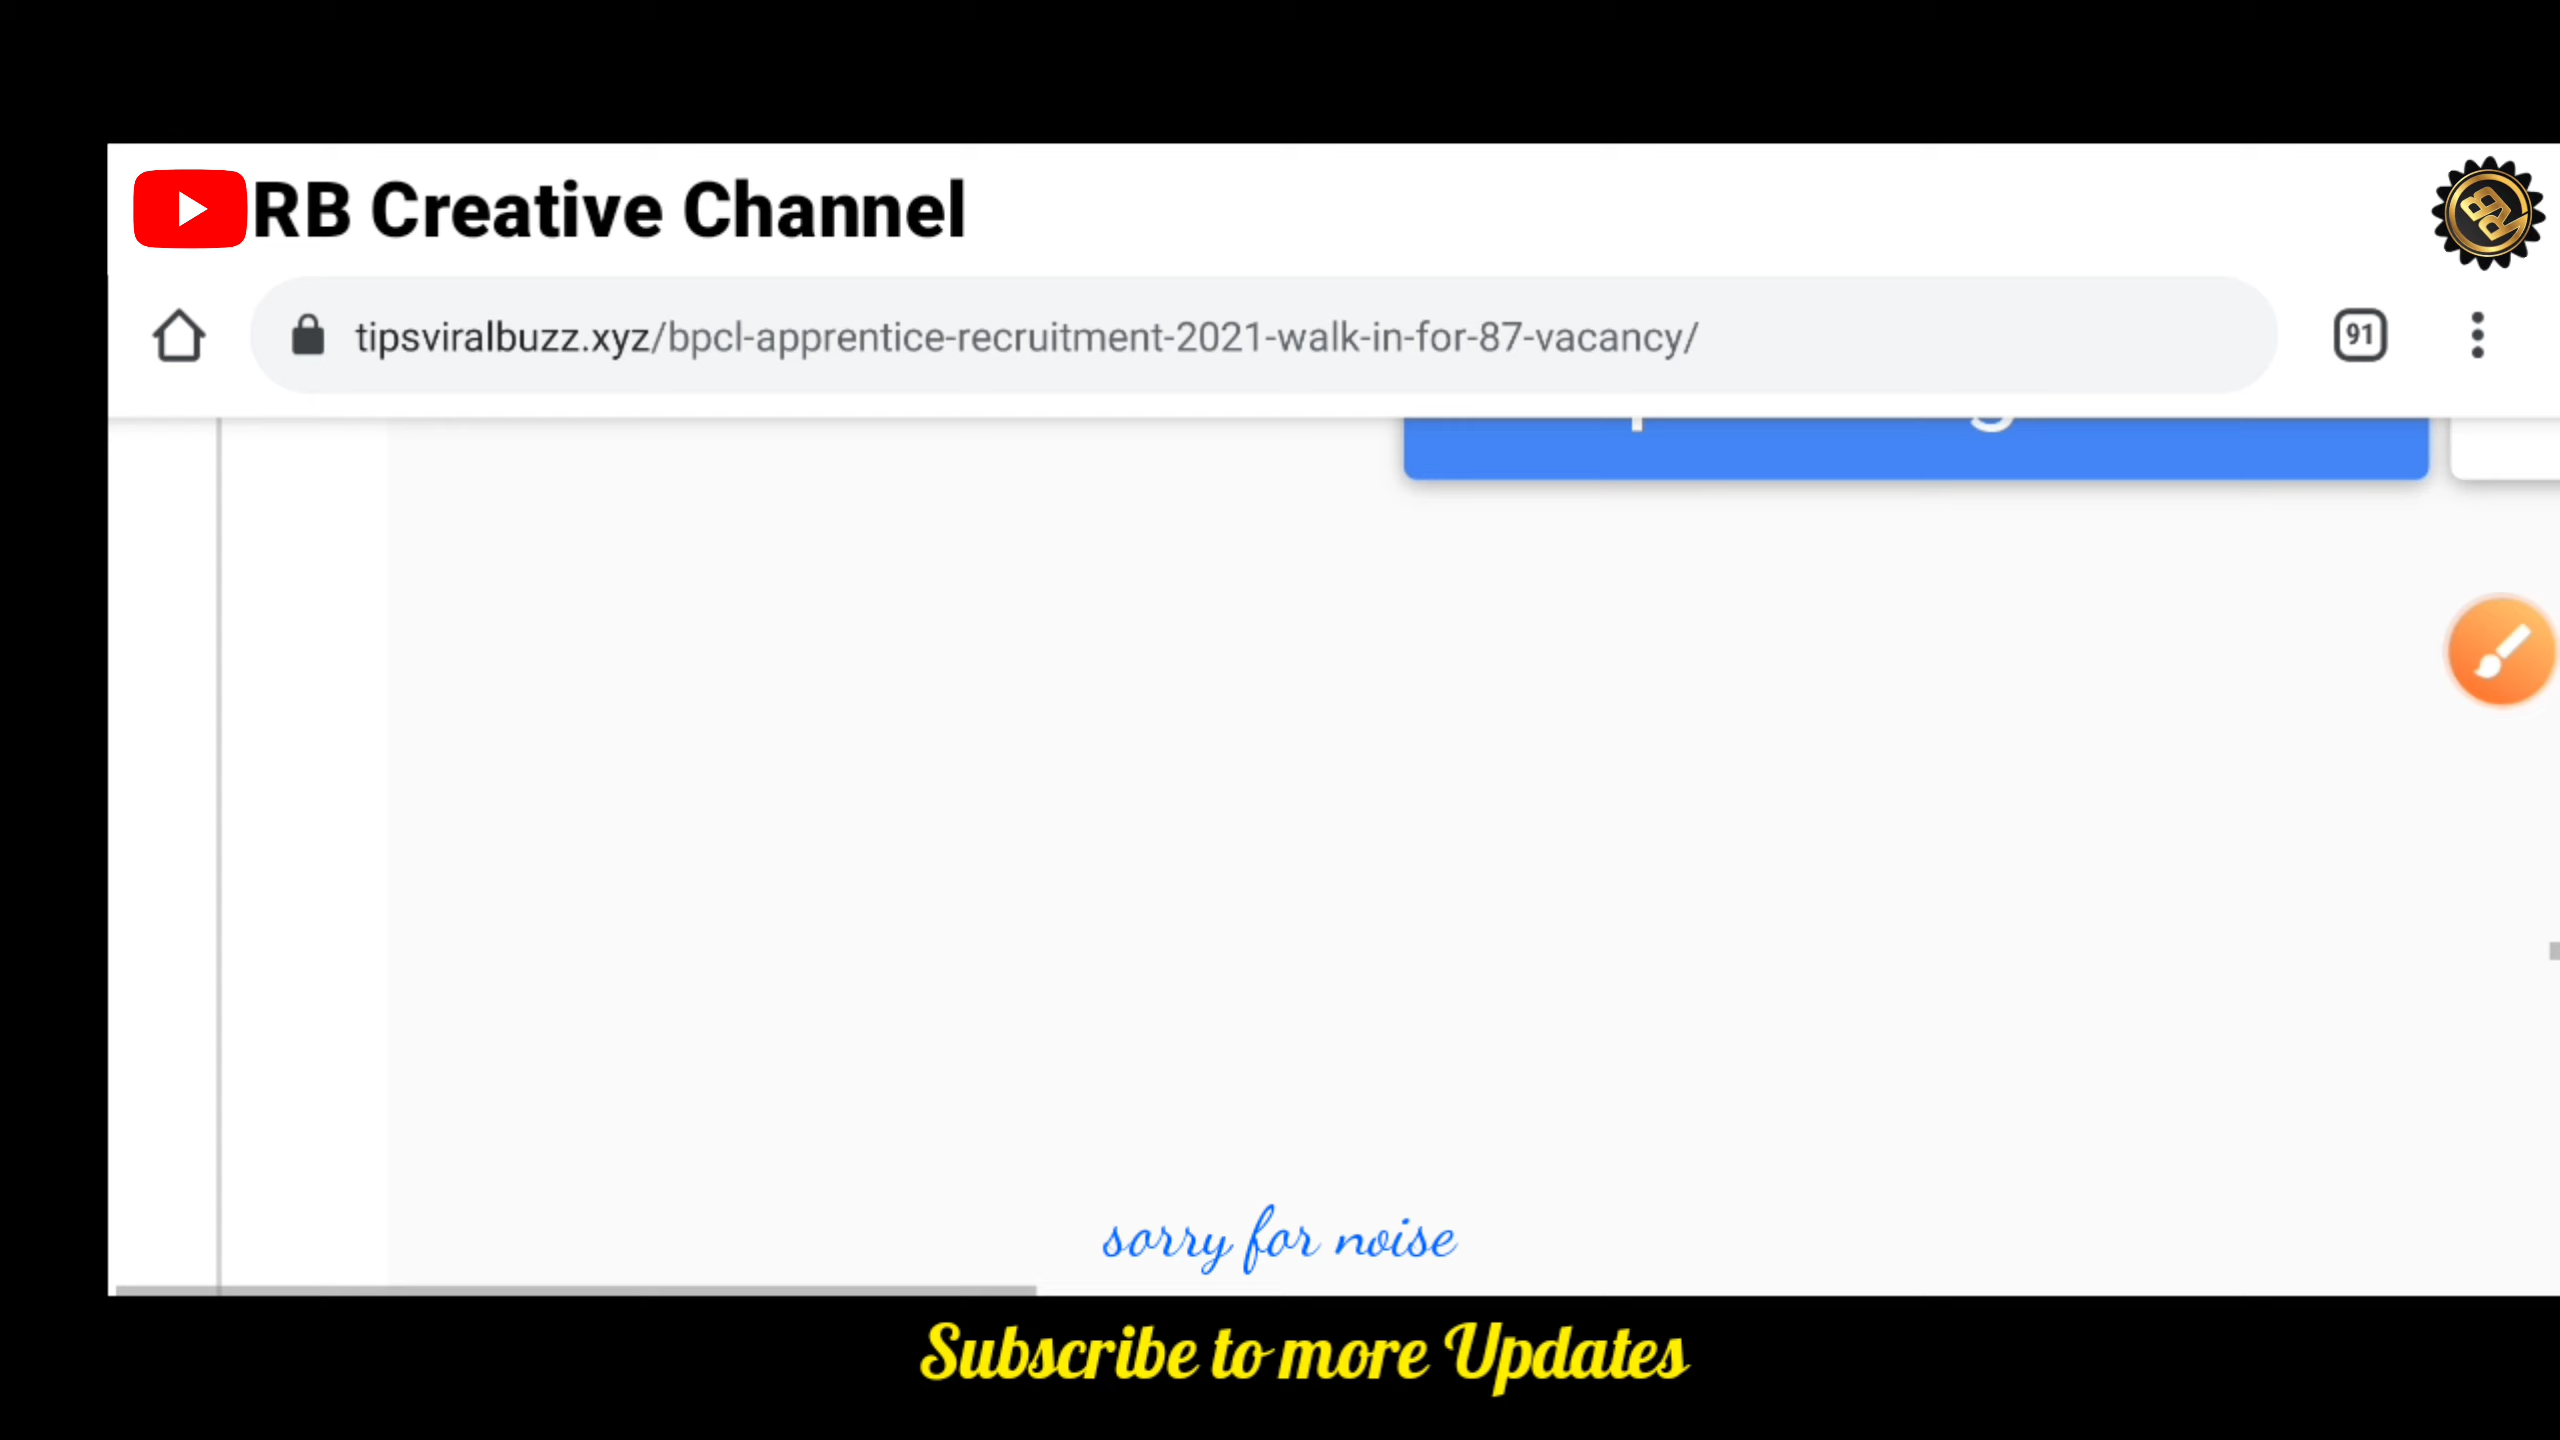 RB Creative Channel
tipsviralbuzz.xyz/bpcl-apprentice-recruitment-2021-walk-in-for-87-vacancy/
91
sorry for noise
Subscribe to more Updates